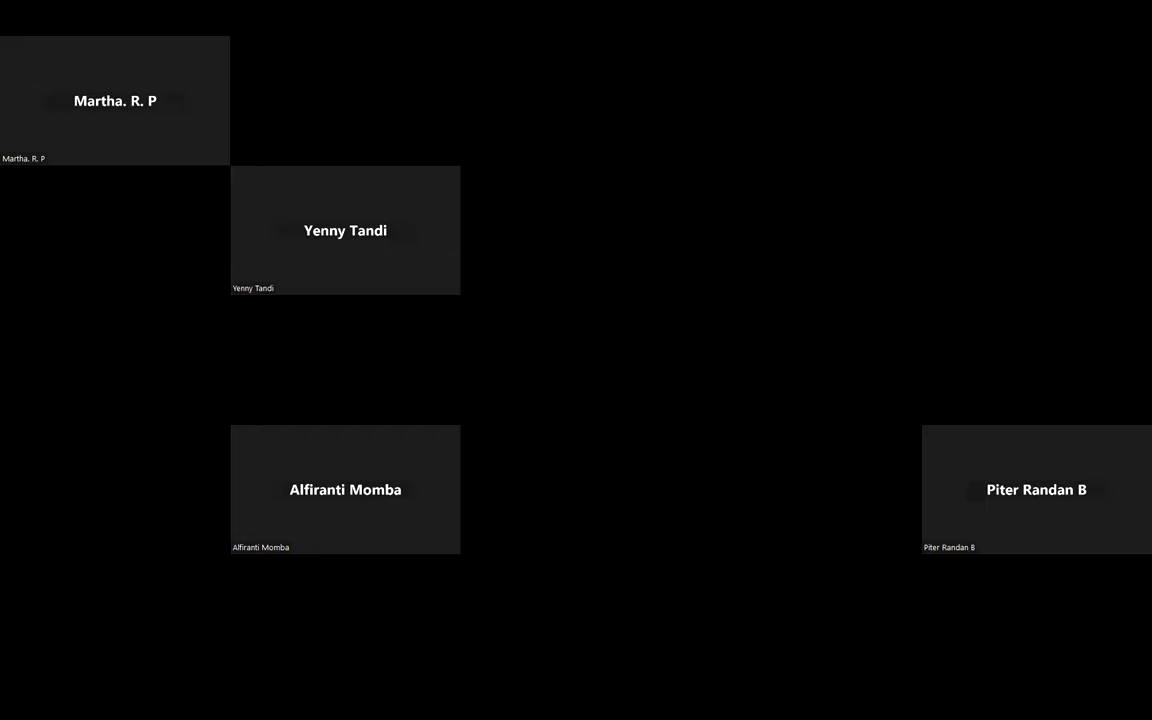 Martha. R. P
Martha. R. P
Yenny Tandi
Yenny Tandi
Alfiranti Momba
Alfiranti Momba
Piter Randan B
Piter Randan B